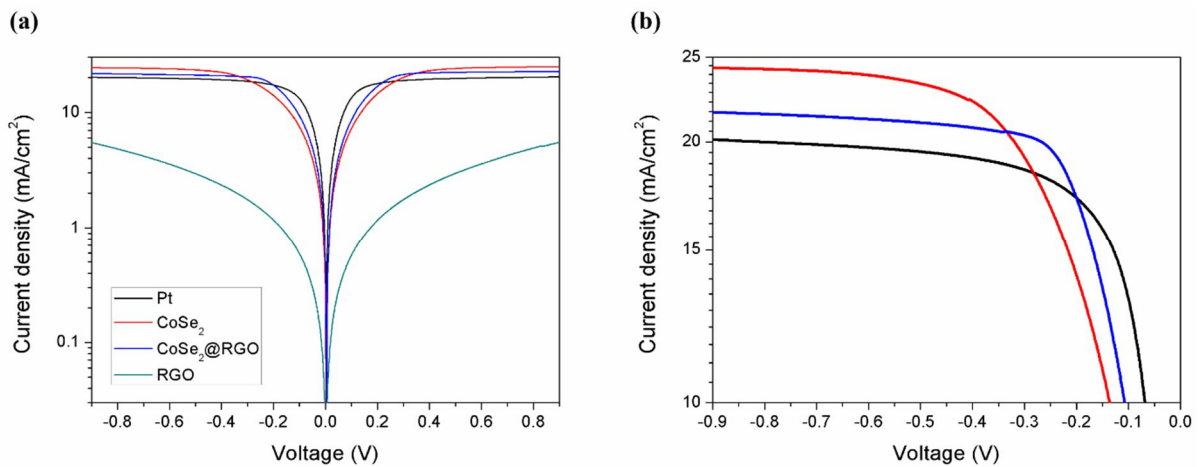 (a)
Current density (mA/cm²)
10
1
0.1
Pt
CoSe₂
CoSe₂@RGO
RGO
-0.8 -0.6 -0.4 -0.2 0.0 0.2 0.4 0.6 0.8
Voltage (V)
(b)
Current density (mA/cm²)
25
20
15
10
-0.9 -0.8 -0.7 -0.6 -0.5 -0.4 -0.3 -0.2 -0.1 0.0
Voltage (V)